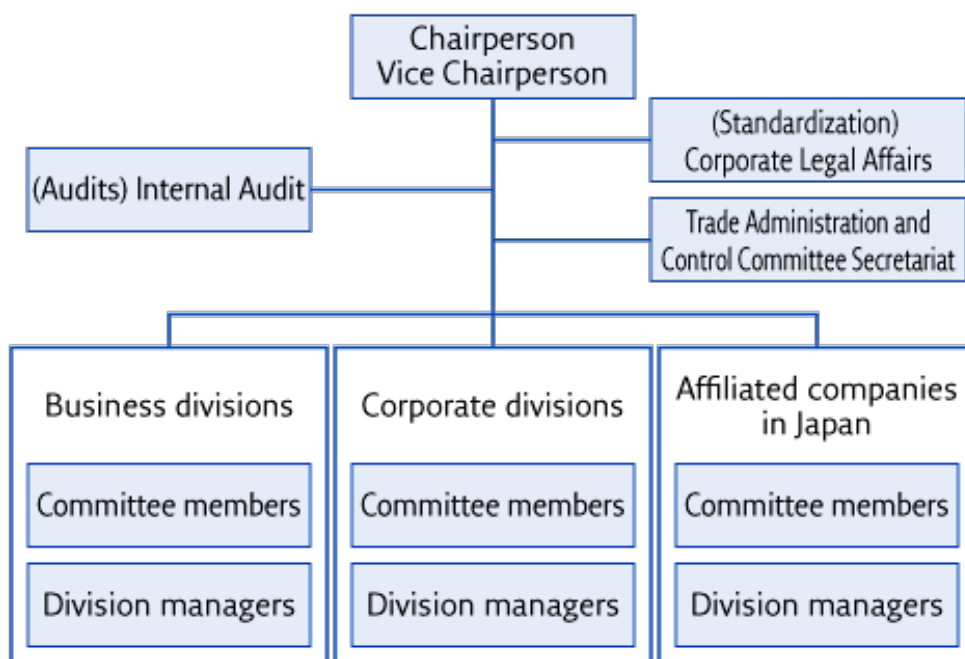 Chairperson
Vice Chairperson
(Standardization)
Corporate Legal Affairs
(Audits) Internal Audit
Trade Administration and
Control Committee Secretariat
Business divisions
Committee members
Division managers
Corporate divisions
Committee members
Division managers
Affiliated companies
in Japan
Committee members
Division managers